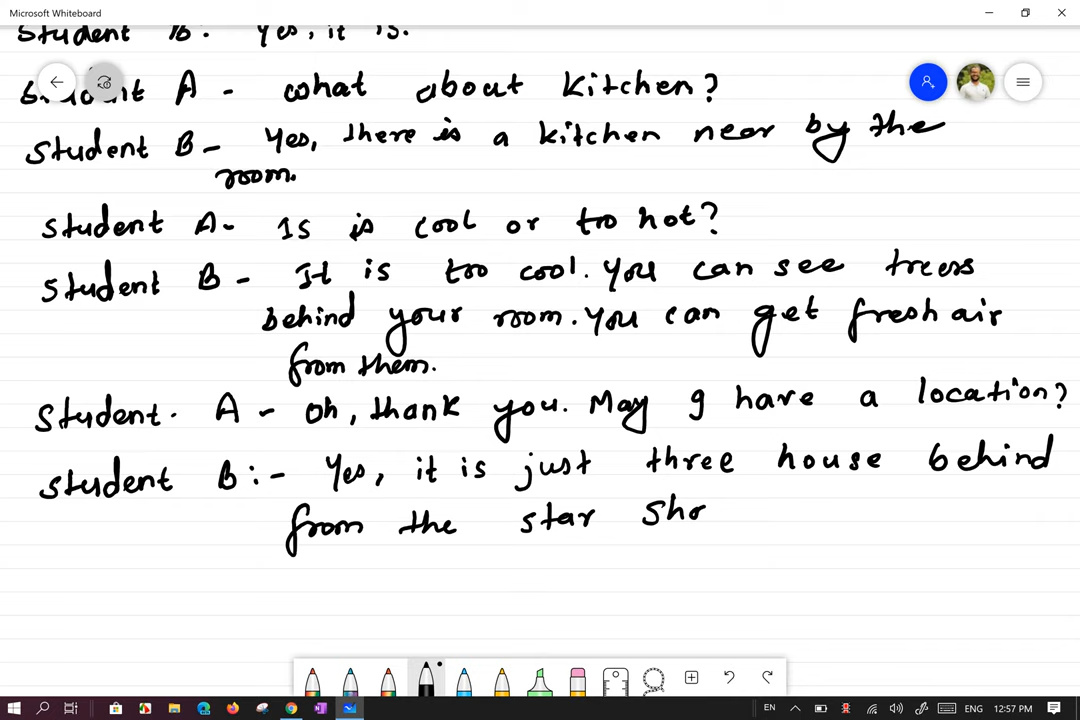 Microsoft Whiteboard
Student B: Yes, it is.
Student A - what about kitchen?
Student B - Yes, there is a kitchen near by the
room.
Student A - Is is cool or too hot?
Student B - It is too cool. You can see trees
behind your room. You can get fresh air
from them.
Student. A - oh, thank you. May I have a location?
Student B :- Yes, it is just three house behind
from the star Sho
EN
ENG
12:57 PM